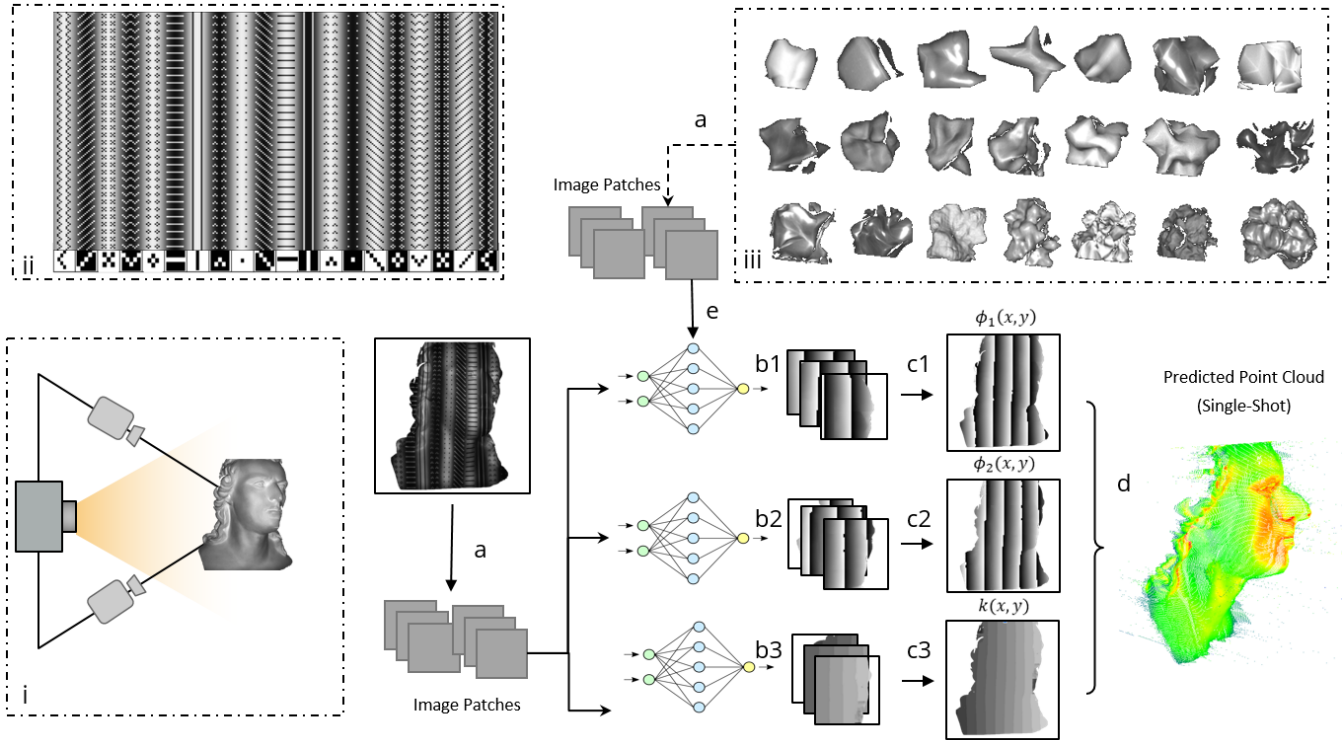 ii
iii
a
Image Patches
e
i
a
Image Patches
b1
c1
ϕ₁(x, y)
b2
c2
ϕ₂(x, y)
b3
c3
k(x, y)
d
Predicted Point Cloud
(Single-Shot)